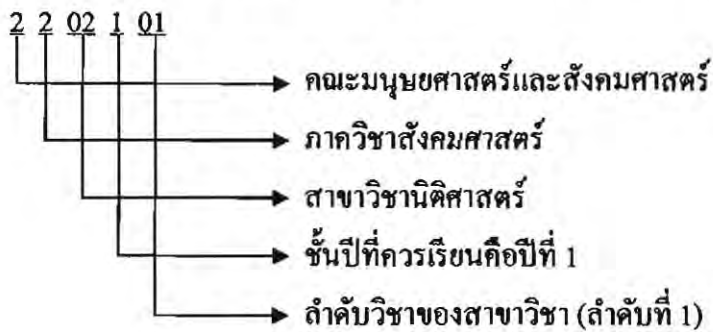 2 2 02 1 01
คณะมนุษยศาสตร์และสังคมศาสตร์
ภาควิชาสังคมศาสตร์
สาขาวิชานิติศาสตร์
ชั้นปีที่ควรเรียนคือปีที่ 1
ลำดับวิชาของสาขาวิชา (ลำดับที่ 1)